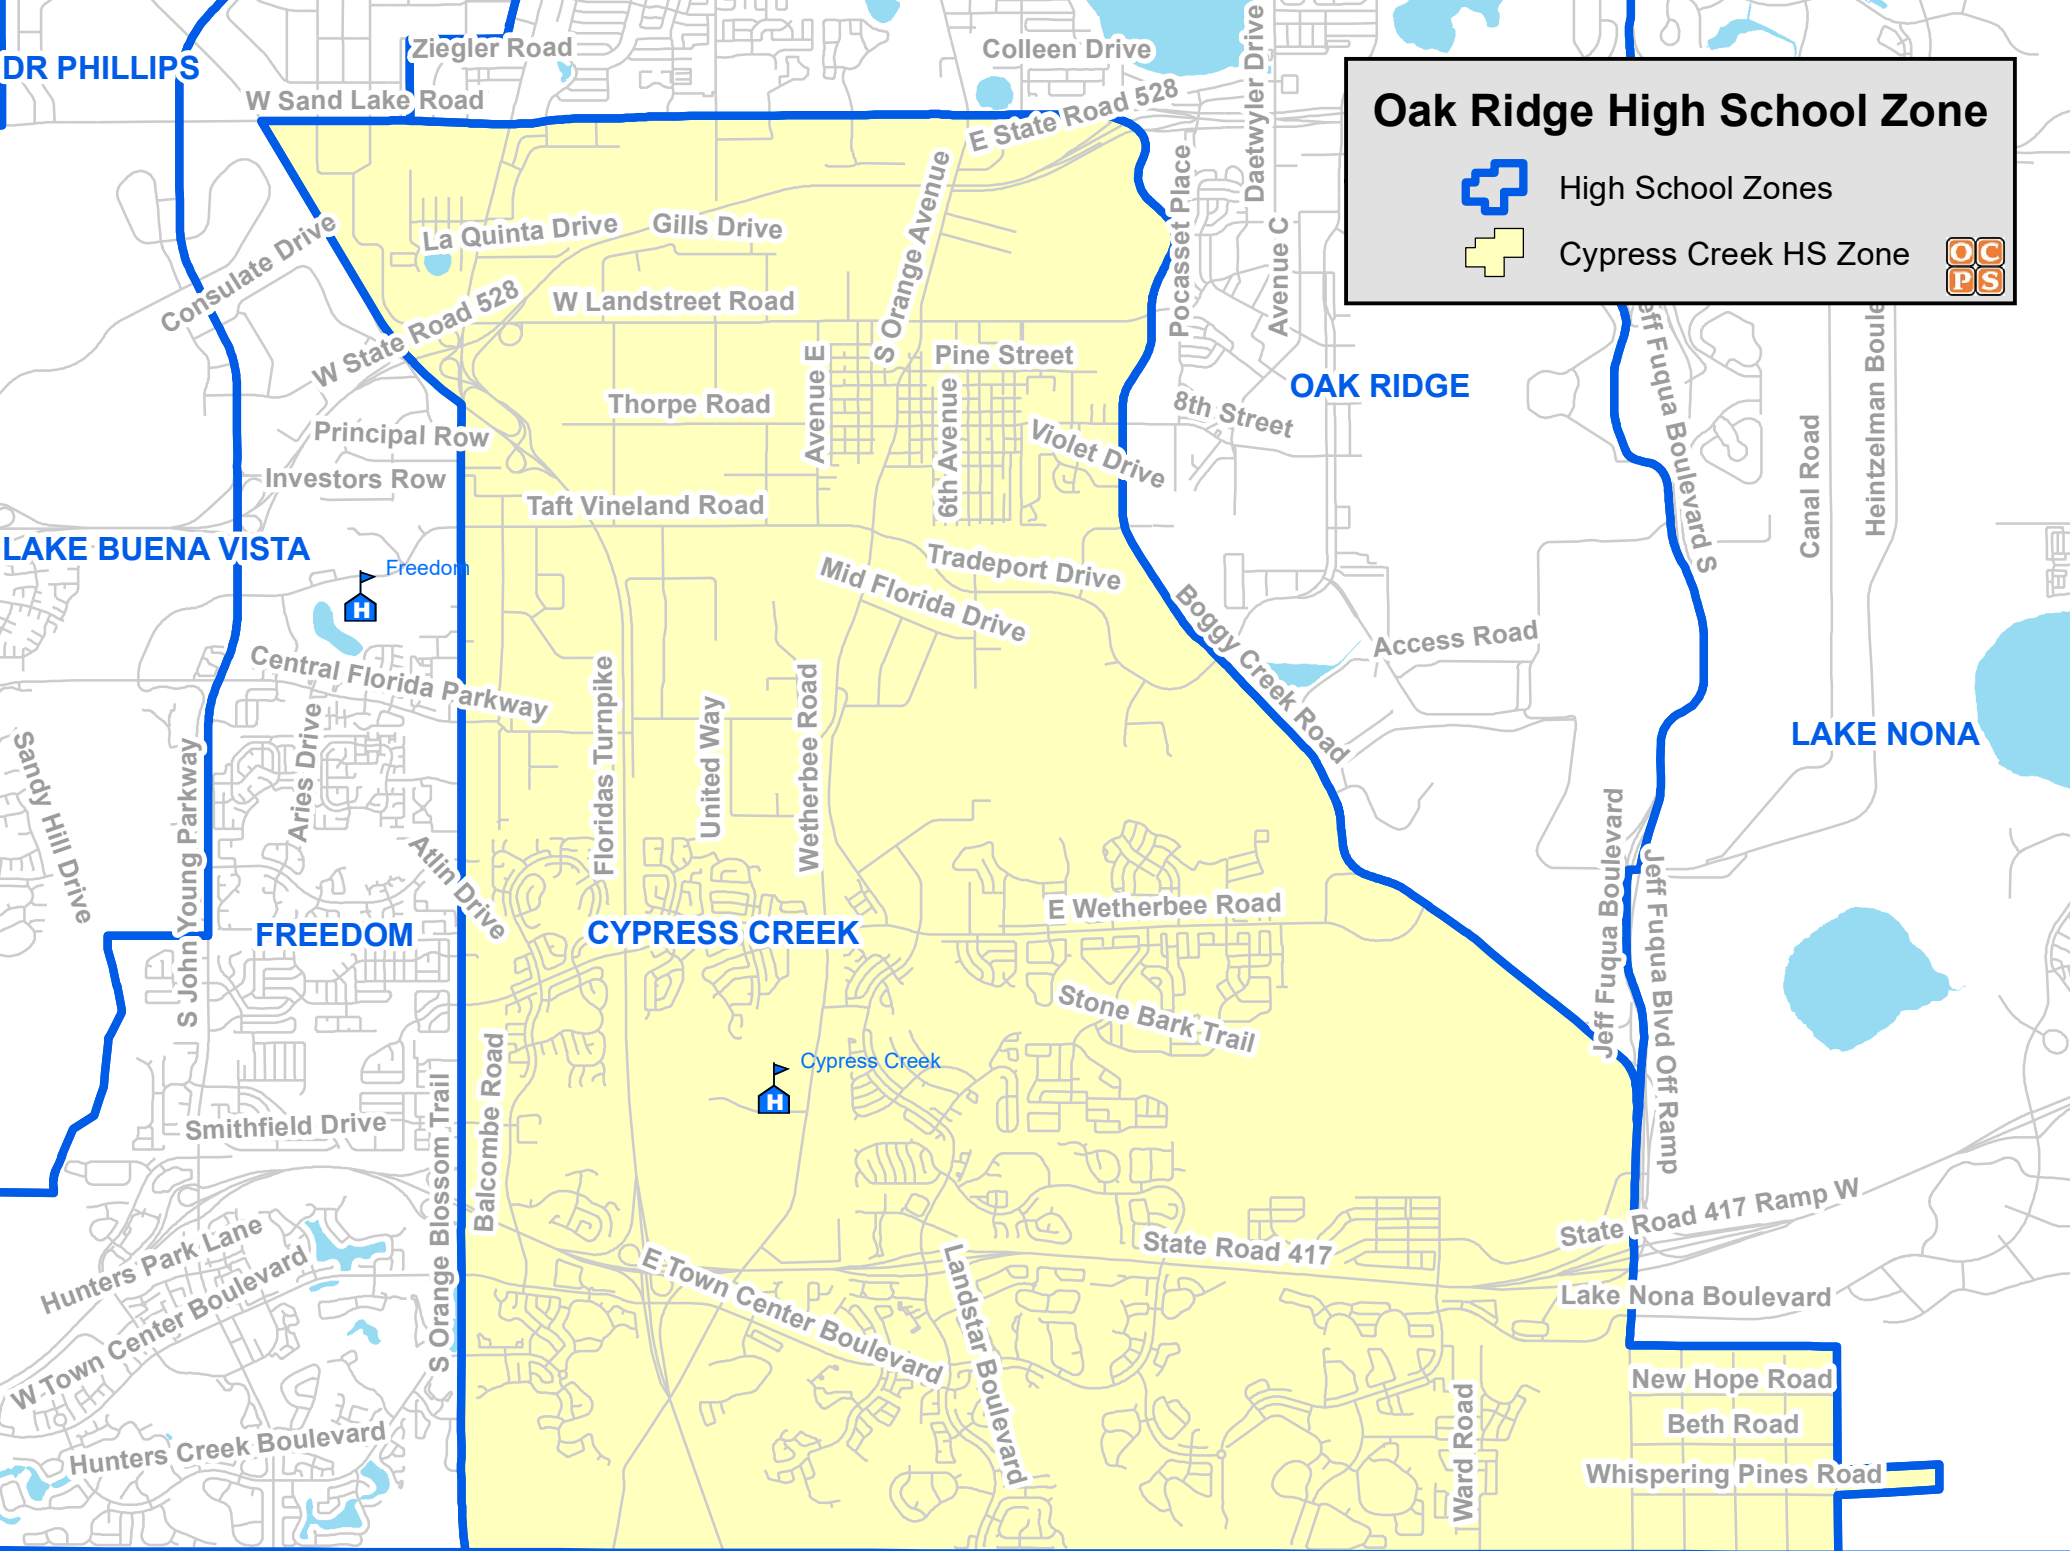 Ziegler Road
Colleen Drive
Daetwyler Drive
DR PHILLIPS
W Sand Lake Road
E State Road 528
Oak Ridge High School Zone
High School Zones
Cypress Creek HS Zone
O C
P S
S Orange Avenue
Pocasset Place
Consulate Drive
La Quinta Drive
Gills Drive
Avenue C
W State Road 528
W Landstreet Road
Jeff Fuqua Boulevard S
Heintzelman Boule
Avenue E
Pine Street
OAK RIDGE
Thorpe Road
6th Avenue
8th Street
Principal Row
Violet Drive
Canal Road
Investors Row
Taft Vineland Road
LAKE BUENA VISTA
Freedom
H
Mid Florida Drive
Tradeport Drive
Boggy Creek Road
Access Road
Central Florida Parkway
Floridas Turnpike
United Way
Wetherbee Road
Aries Drive
Sandy Hill Drive
S John Young Parkway
LAKE NONA
Jeff Fuqua Boulevard
Atlin Drive
Jeff Fuqua Blvd Off Ramp
FREEDOM
CYPRESS CREEK
E Wetherbee Road
Stone Bark Trail
Cypress Creek
H
Balcombe Road
S Orange Blossom Trail
Smithfield Drive
State Road 417 Ramp W
Hunters Park Lane
W Town Center Boulevard
E Town Center Boulevard
Landstar Boulevard
State Road 417
Lake Nona Boulevard
New Hope Road
Beth Road
Ward Road
Whispering Pines Road
Hunters Creek Boulevard